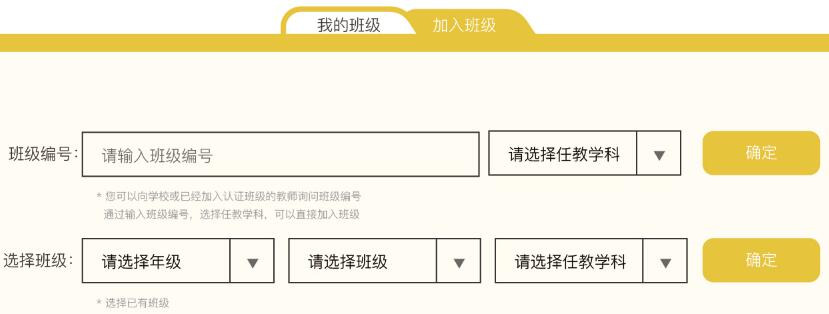 我的班级 加入班级
班级编号: 请输入班级编号 请选择任教学科 ▼ 确定
* 您可以向学校或已经加入认证班级的教师询问班级编号
通过输入班级编号，选择任教学科，可以直接加入班级
选择班级: 请选择年级 ▼ 请选择班级 ▼ 请选择任教学科 ▼ 确定
* 选择已有班级